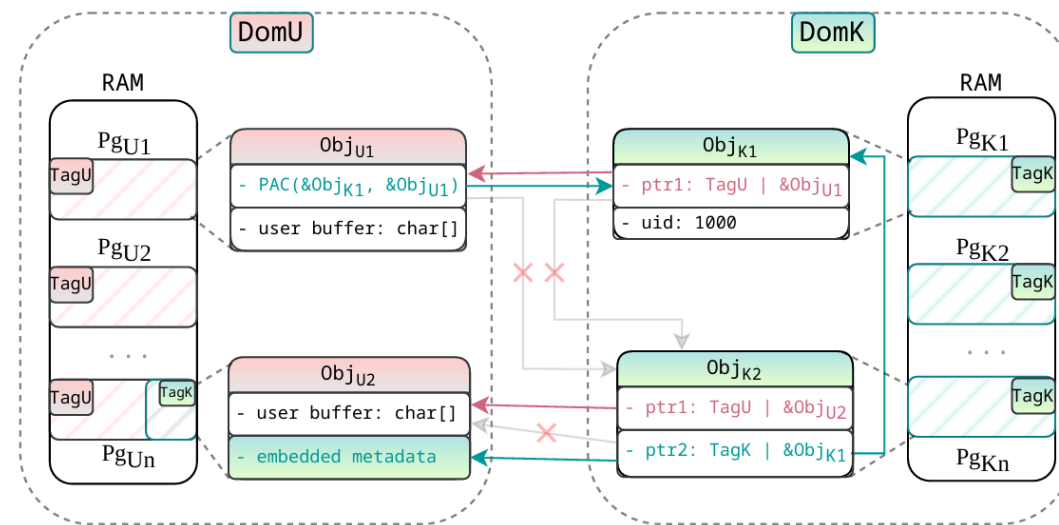 DomU
RAM
PgU1
TagU
PgU2
TagU
...
TagU
TagK
PgUn
ObjU1
- PAC(&ObjK1, &ObjU1)
- user buffer: char[]
ObjU2
- user buffer: char[]
- embedded metadata
DomK
ObjK1
- ptr1: TagU | &ObjU1
- uid: 1000
ObjK2
- ptr1: TagU | &ObjU2
- ptr2: TagK | &ObjK1
RAM
PgK1
TagK
PgK2
TagK
...
TagK
PgKn